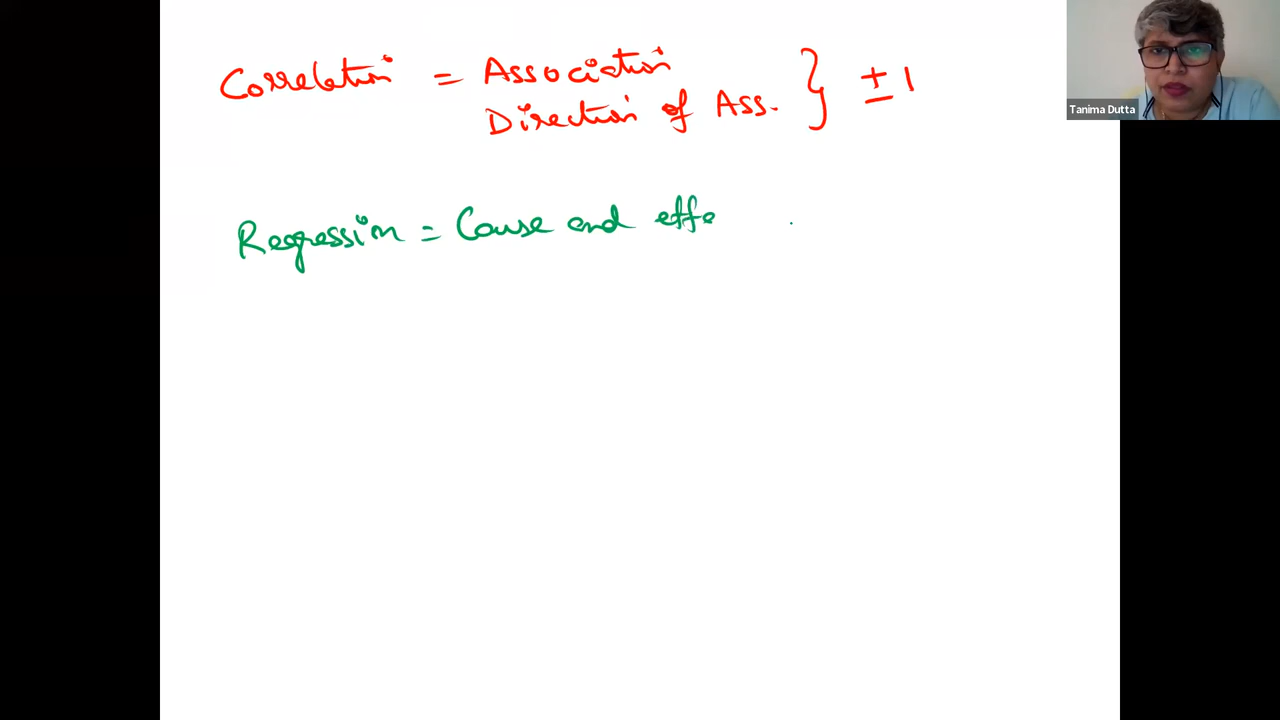 Correlation = Association
Direction of Ass. } ±1
Regression = Cause and effe
Tanima Dutta